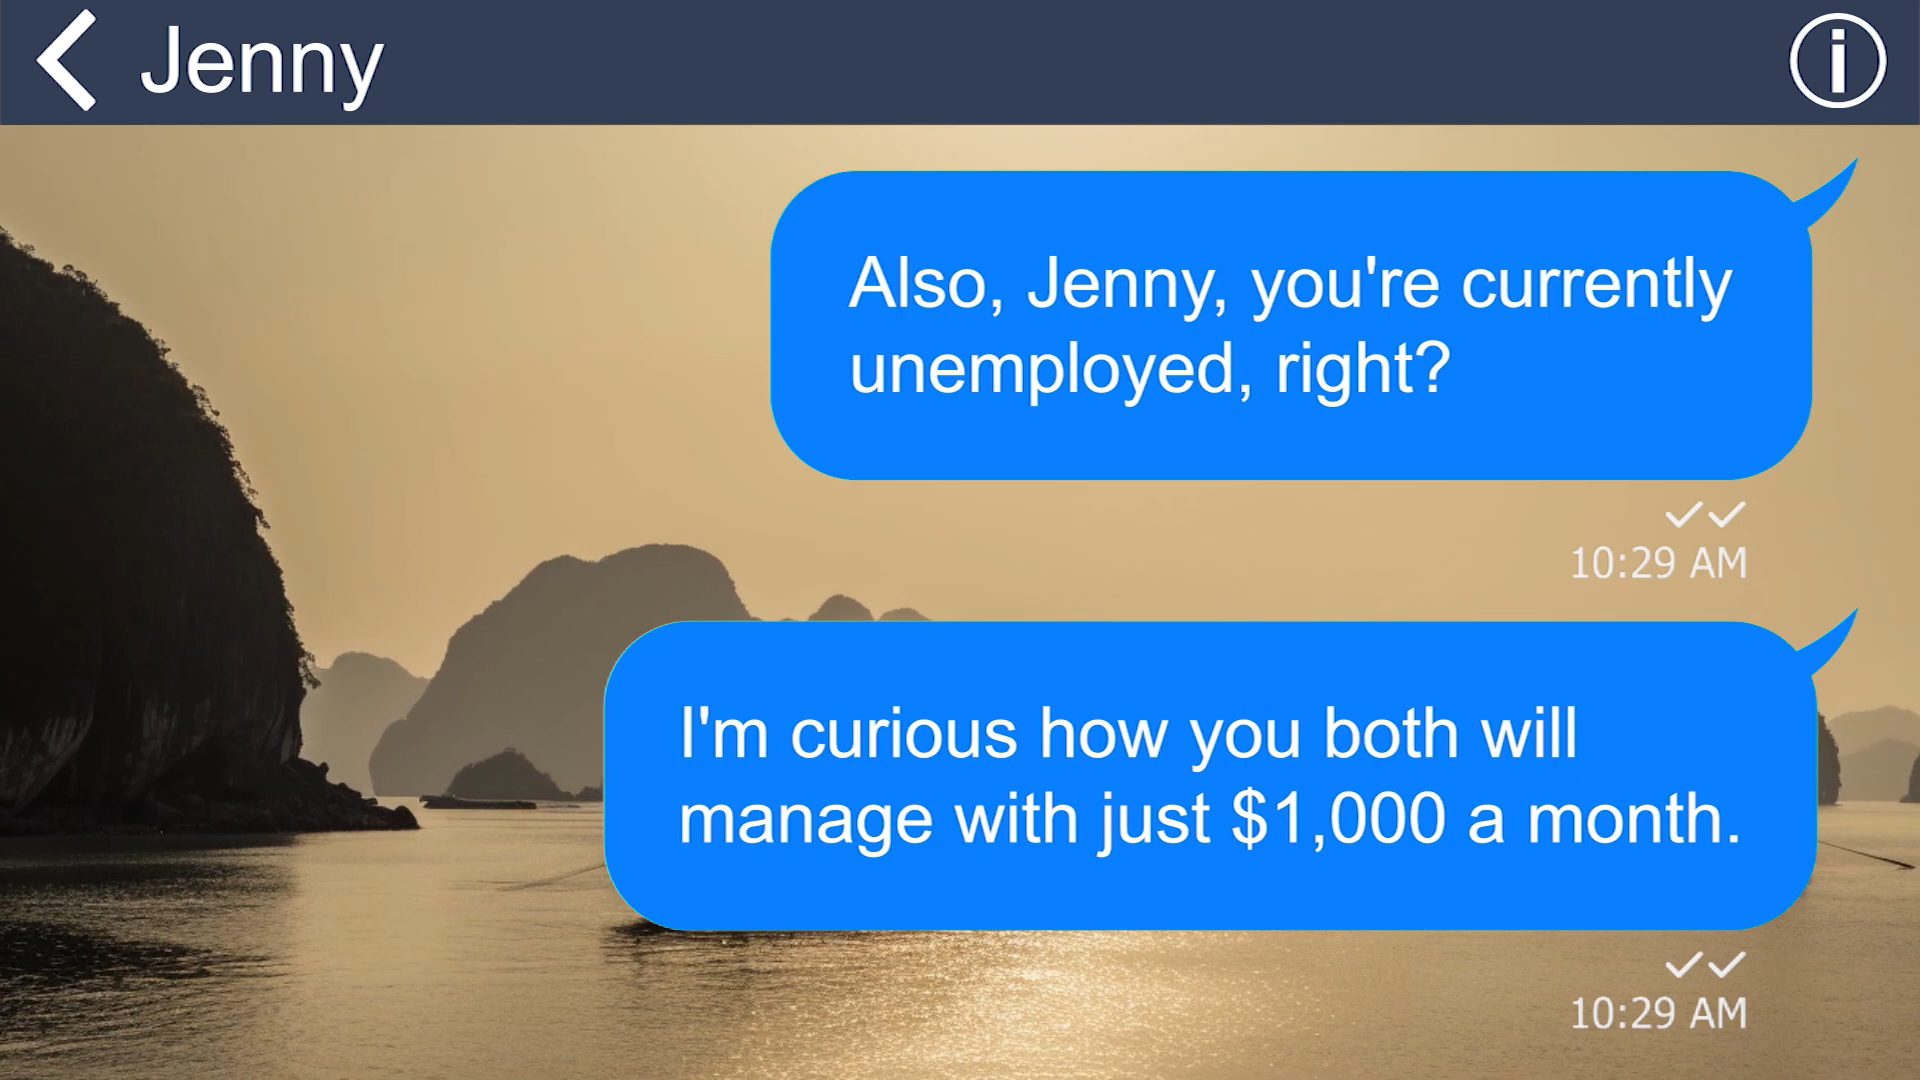 Jenny
Also, Jenny, you're currently
unemployed, right?
10:29 AM
I'm curious how you both will
manage with just $1,000 a month.
10:29 AM